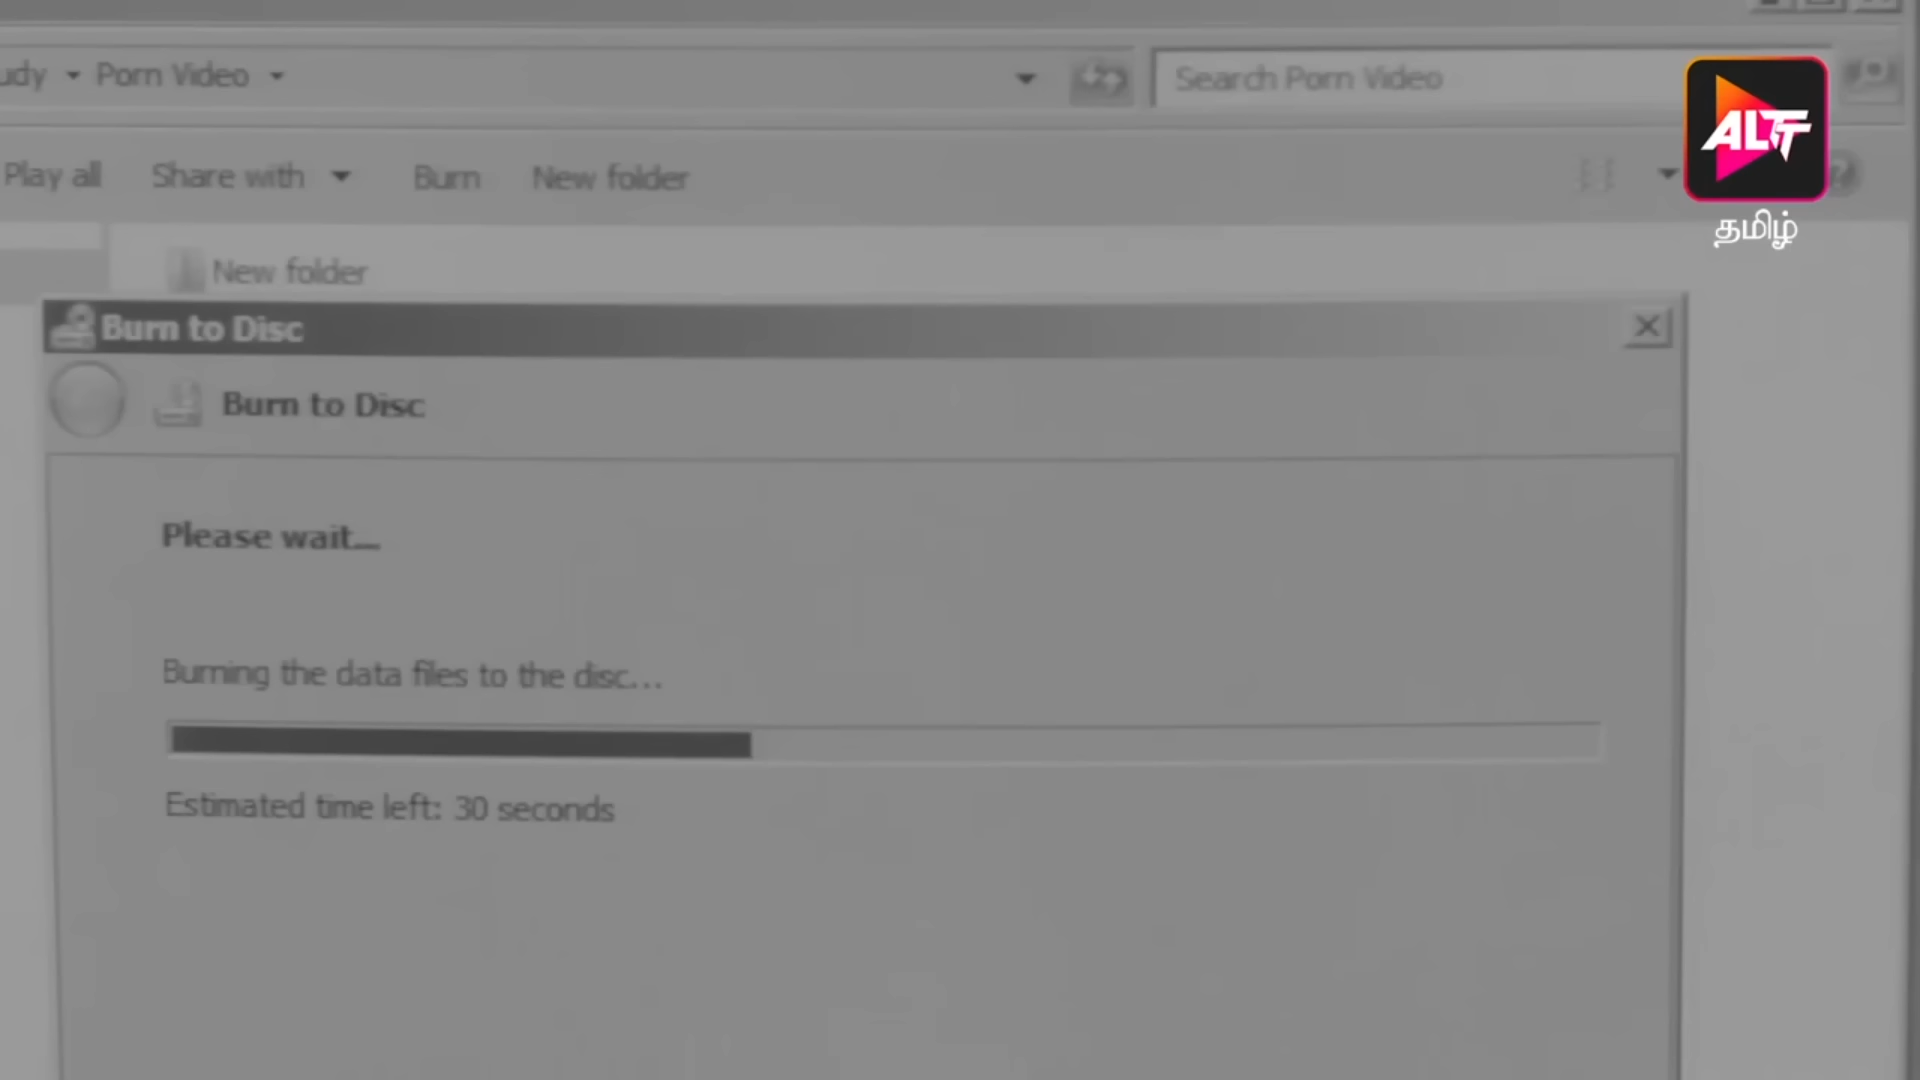 udy Porn Video
Search Porn Video
Play all Share with Burn New folder
ALTT
தமிழ்
New folder
Burn to Disc
Burn to Disc
Please wait...
Burning the data files to the disc...
Estimated time left: 30 seconds